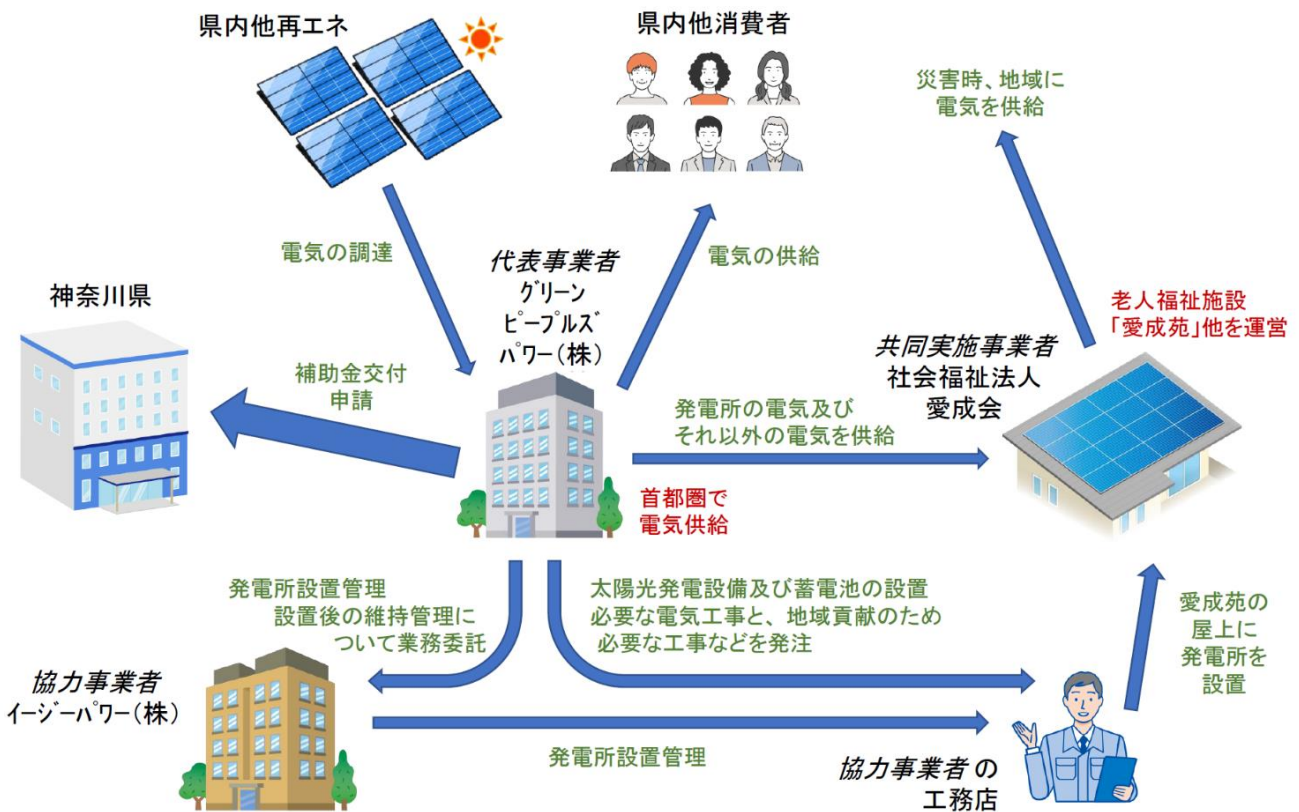 県内他再エネ
県内他消費者
災害時、地域に
電気を供給
電気の調達
代表事業者
グリーン
ピープルズ
パワー(株)
電気の供給
神奈川県
補助金交付
申請
老人福祉施設
「愛成苑」他を運営
共同実施事業者
社会福祉法人
愛成会
発電所の電気及び
それ以外の電気を供給
首都圏で
電気供給
発電所設置管理
設置後の維持管理に
ついて業務委託
太陽光発電設備及び蓄電池の設置
必要な電気工事と、地域貢献のため
必要な工事などを発注
愛成苑の
屋上に
発電所を
設置
協力事業者
イージーパワー(株)
発電所設置管理
協力事業者の
工務店